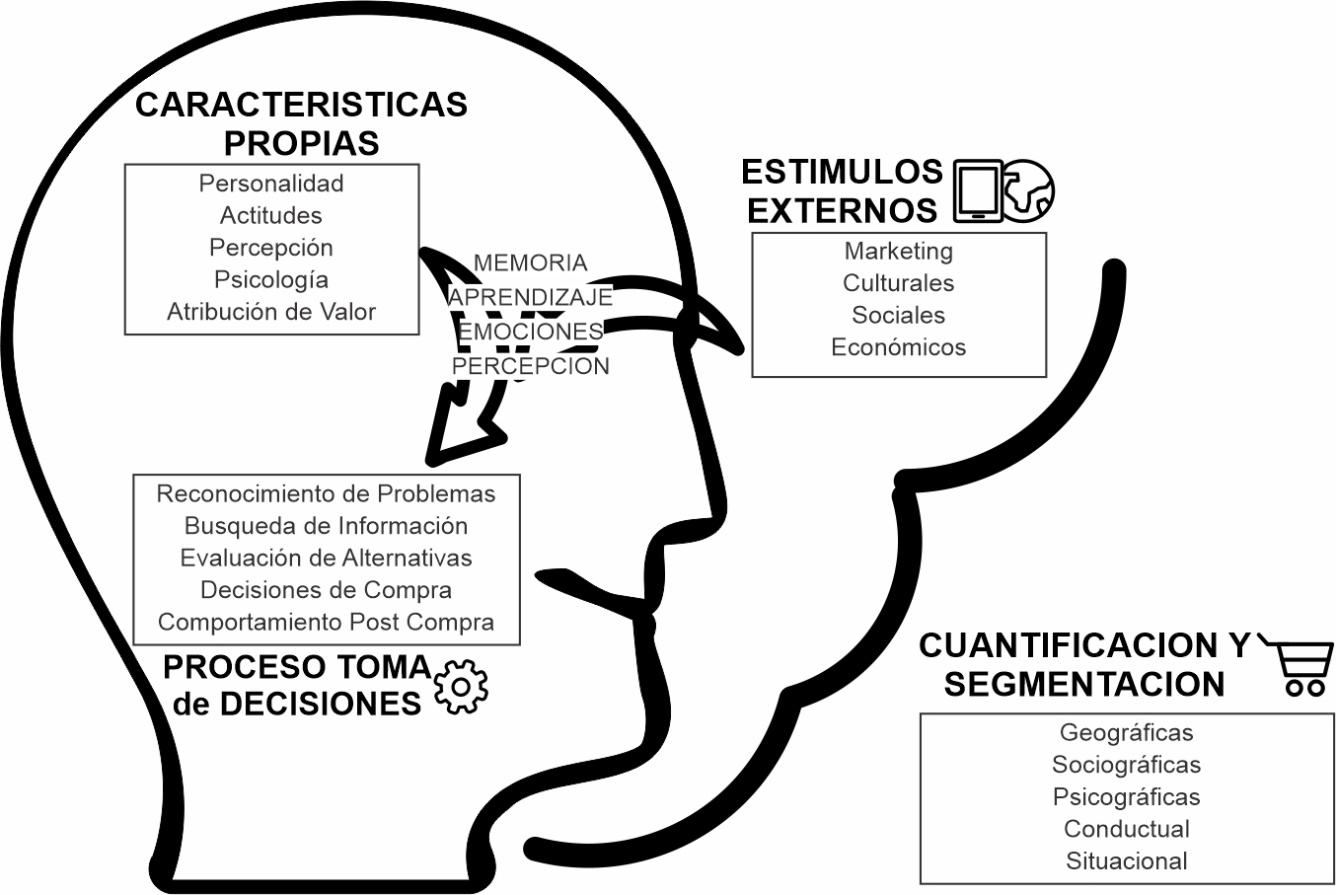 CARACTERISTICAS
PROPIAS
Personalidad
Actitudes
Percepción
Psicología
Atribución de Valor
MEMORIA
APRENDIZAJE
EMOCIONES
PERCEPCION
ESTIMULOS
EXTERNOS
Marketing
Culturales
Sociales
Económicos
Reconocimiento de Problemas
Busqueda de Información
Evaluación de Alternativas
Decisiones de Compra
Comportamiento Post Compra
PROCESO TOMA
de DECISIONES
CUANTIFICACION Y
SEGMENTACION
Geográficas
Sociográficas
Psicográficas
Conductual
Situacional